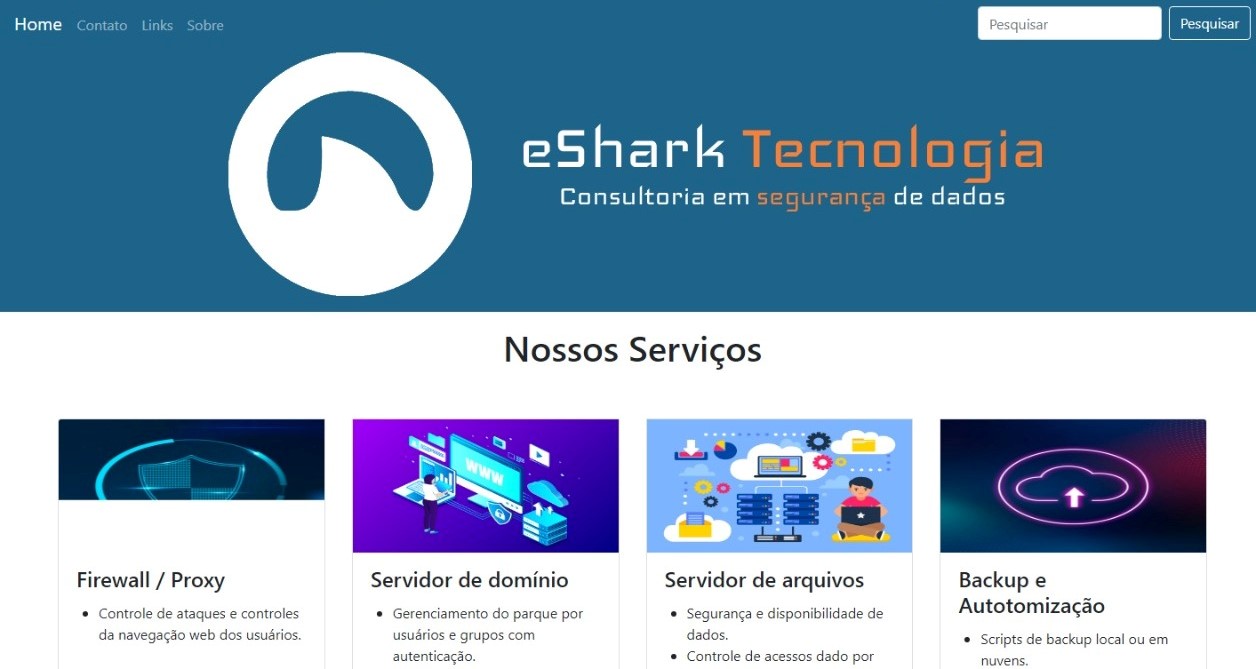 Home Contato Links Sobre
Pesquisar Pesquisar
eShark Tecnologia
Consultoria em segurança de dados
Nossos Serviços
WWW
Firewall / Proxy
Controle de ataques e controles
da navegação web dos usuários.
Servidor de domínio
Gerenciamento do parque por
usuários e grupos com
autenticação.
Servidor de arquivos
Segurança e disponibilidade de
dados.
Controle de acessos dado por
Backup e
Autotomização
Scripts de backup local ou em
nuvens.